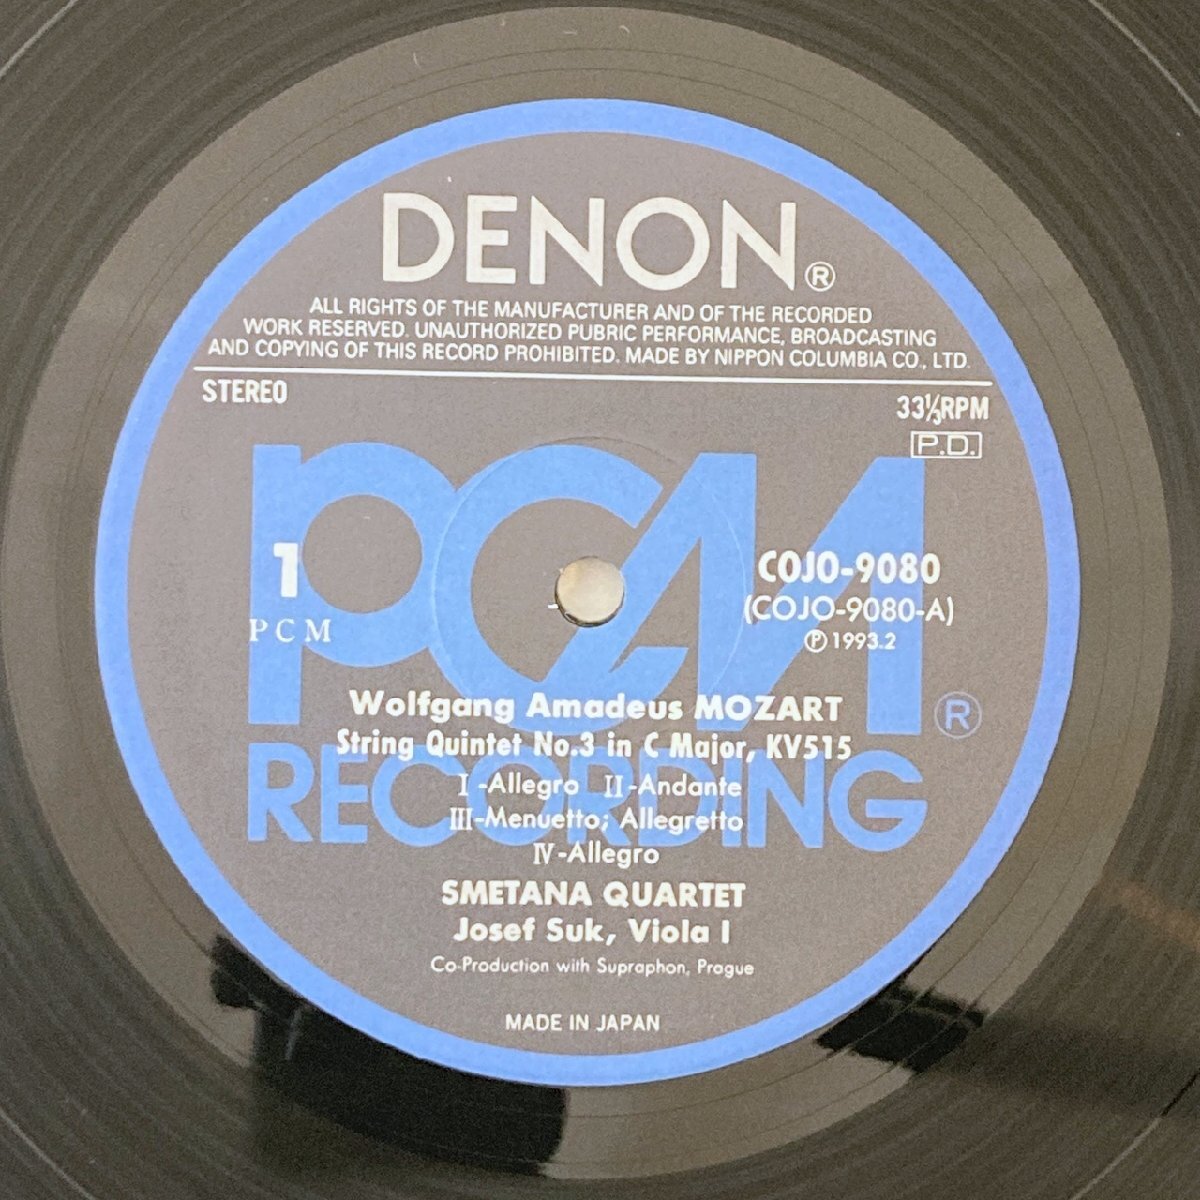 DENON®
ALL RIGHTS OF THE MANUFACTURER AND OF THE RECORDED
WORK RESERVED. UNAUTHORIZED PUBRIC PERFORMANCE, BROADCASTING
AND COPYING OF THIS RECORD PROHIBITED. MADE BY NIPPON COLUMBIA CO., LTD.
STEREO
33⅓RPM
P.D.
PCM®
RECORDING
1
PCM
COJO-9080
(COJO-9080-A)
℗1993.2
Wolfgang Amadeus MOZART
String Quintet No.3 in C Major, KV515
Ⅰ-Allegro Ⅱ-Andante
Ⅲ-Menuetto; Allegretto
Ⅳ-Allegro
SMETANA QUARTET
Josef Suk, Viola I
Co-Production with Supraphon, Prague
MADE IN JAPAN